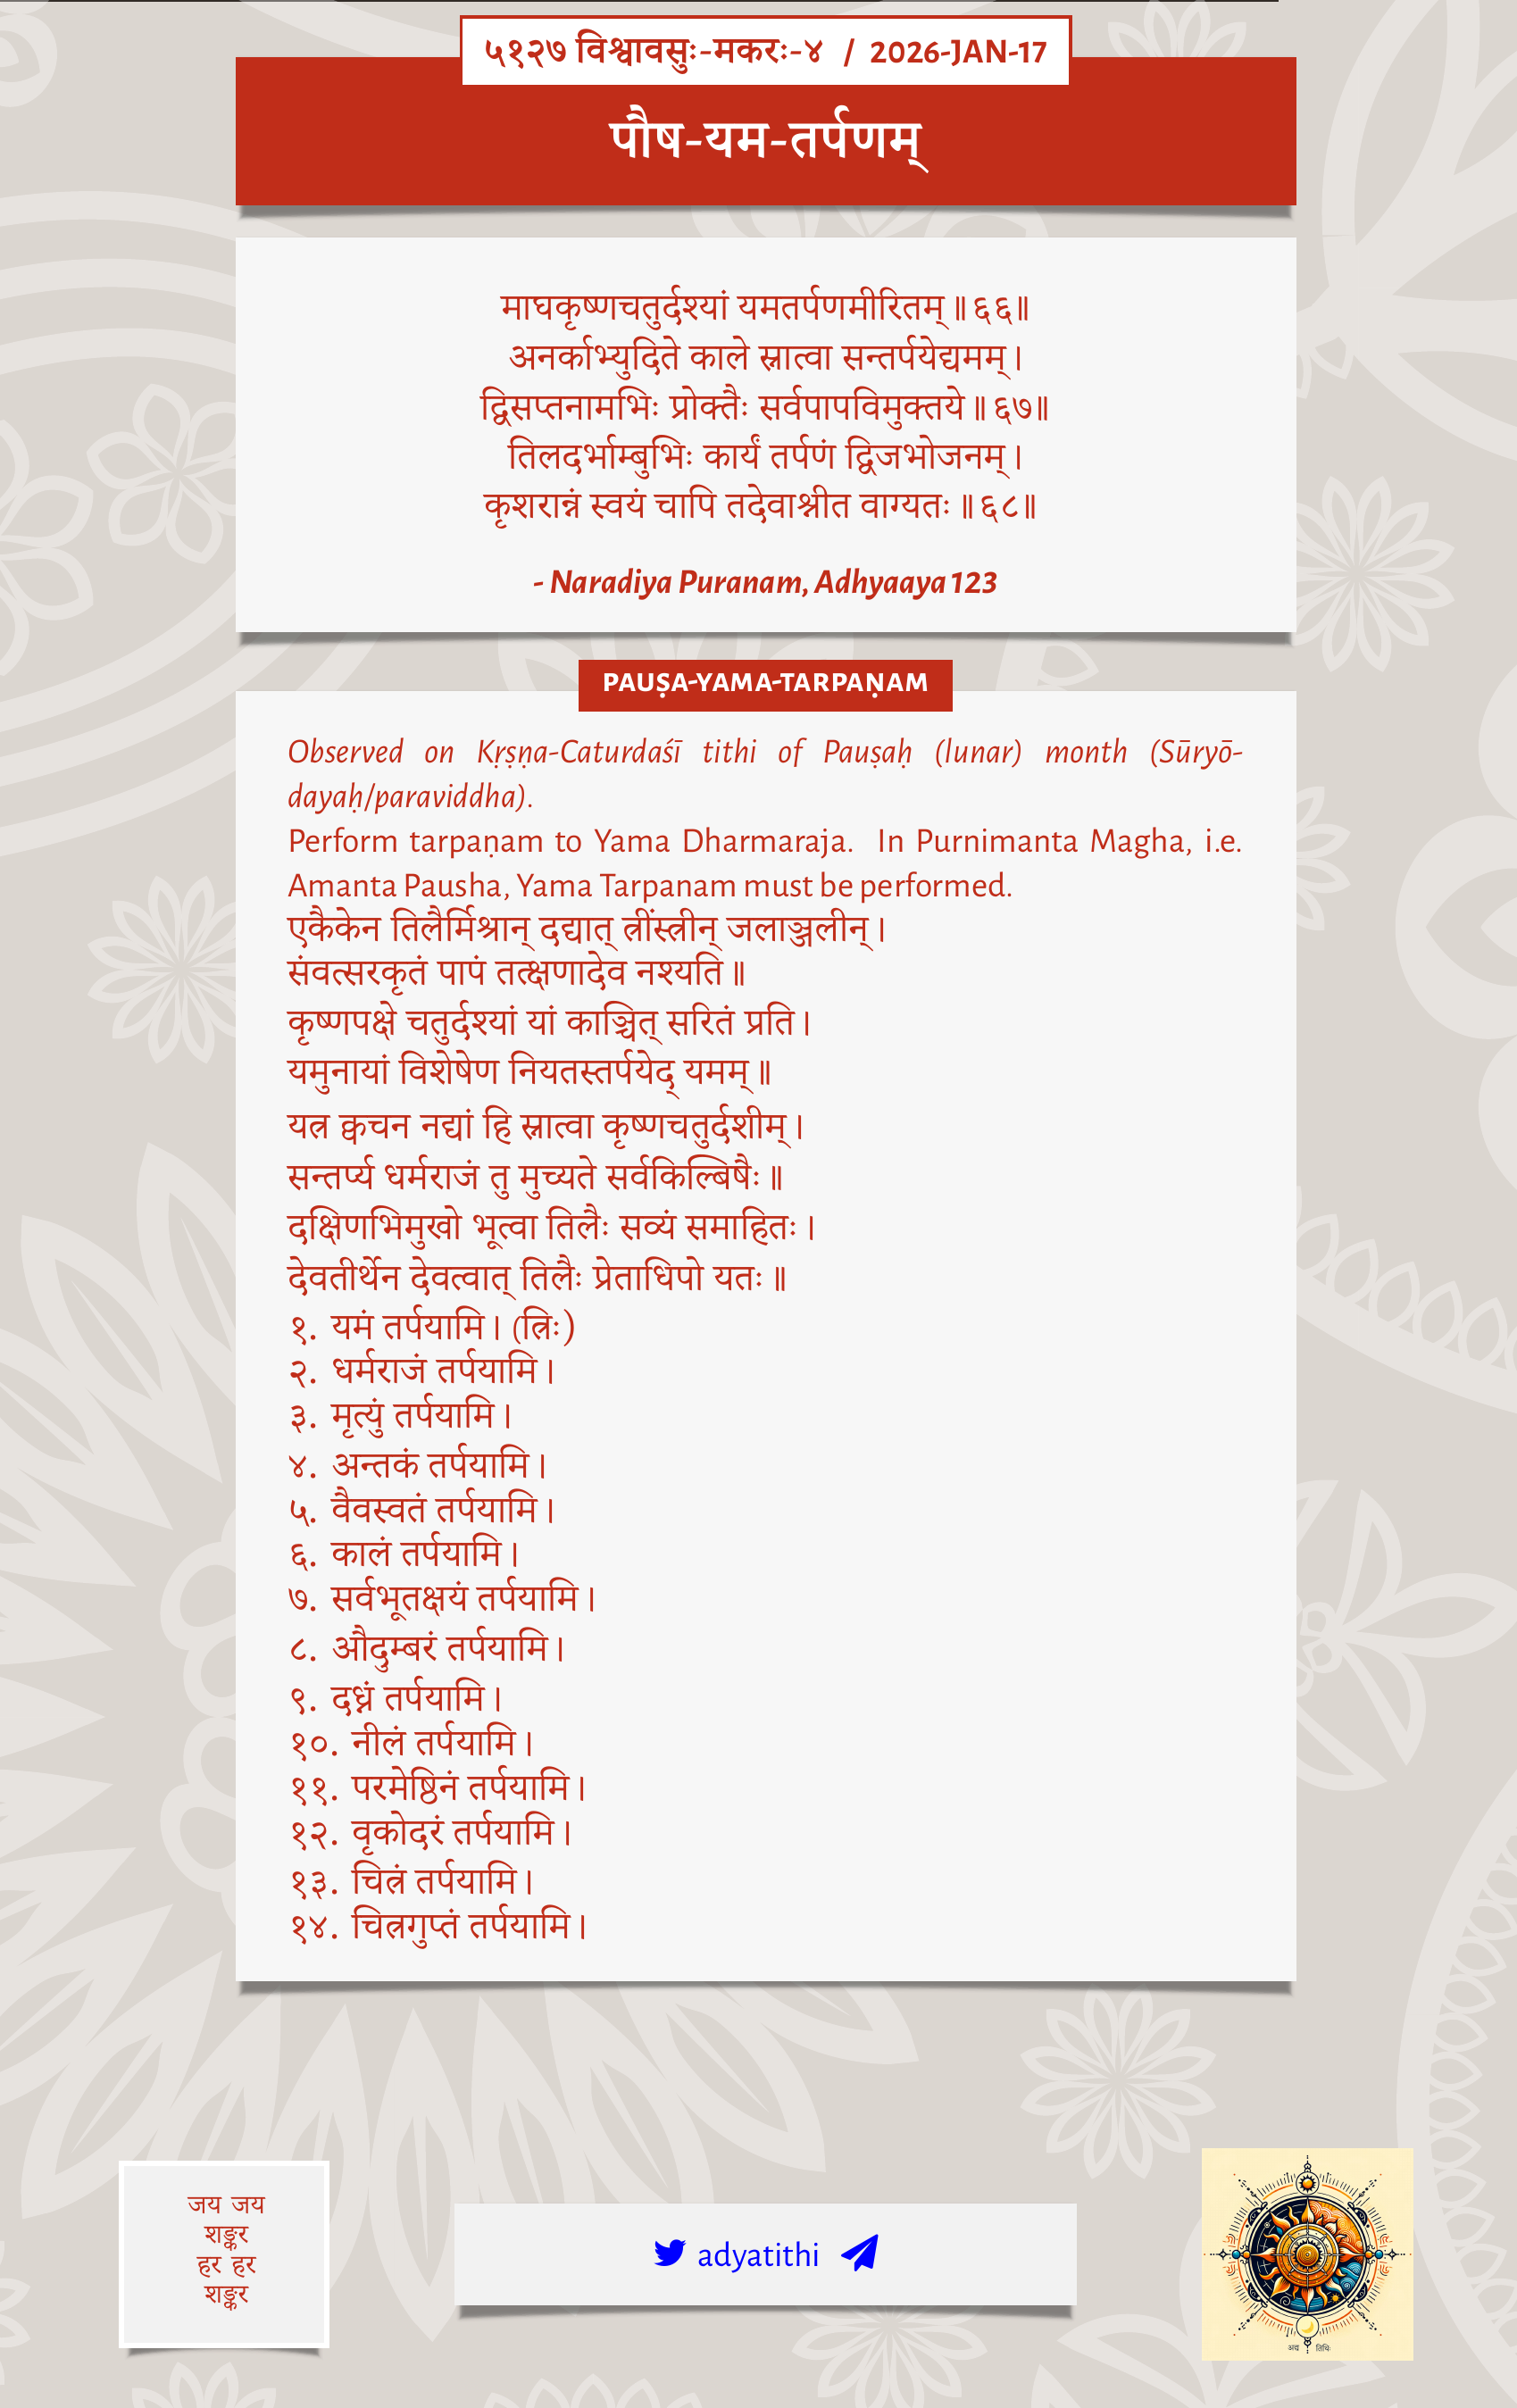 ५१२७ विश्वावसुः-मकरः-४ / 2026-JAN-17
पौष-यम-तर्पणम्
माघकृष्णचतुर्दश्यां यमतर्पणमीरितम्॥६६॥
अनर्काभ्युदिते काले स्नात्वा सन्तर्पयेद्यमम्।
द्विसप्तनामभिः प्रोक्तैः सर्वपापविमुक्तये॥६७॥
तिलदर्भाम्बुभिः कार्यं तर्पणं द्विजभोजनम्।
कृशरान्नं स्वयं चापि तदेवाश्नीत वाग्यतः॥६८॥
- Naradiya Puranam, Adhyaaya 123
PAUṢA-YAMA-TARPAṆAM
Observed on Kṛṣṇa-Caturdaśī tithi of Pauṣaḥ (lunar) month (Sūryō-
dayaḥ/paraviddha).
Perform tarpaṇam to Yama Dharmaraja. In Purnimanta Magha, i.e.
Amanta Pausha, Yama Tarpanam must be performed.
एकैकेन तिलैर्मिश्रान् दद्यात् त्रींस्त्रीन् जलाञ्जलीन्।
संवत्सरकृतं पापं तत्क्षणादेव नश्यति॥
कृष्णपक्षे चतुर्दश्यां यां काञ्चित् सरितं प्रति।
यमुनायां विशेषेण नियतस्तर्पयेद् यमम्॥
यत्र क्वचन नद्यां हि स्नात्वा कृष्णचतुर्दशीम्।
सन्तर्प्य धर्मराजं तु मुच्यते सर्वकिल्बिषैः॥
दक्षिणभिमुखो भूत्वा तिलैः सव्यं समाहितः।
देवतीर्थेन देवत्वात् तिलैः प्रेताधिपो यतः॥
१. यमं तर्पयामि। (त्रिः)
२. धर्मराजं तर्पयामि।
३. मृत्युं तर्पयामि।
४. अन्तकं तर्पयामि।
५. वैवस्वतं तर्पयामि।
६. कालं तर्पयामि।
७. सर्वभूतक्षयं तर्पयामि।
८. औदुम्बरं तर्पयामि।
९. दध्नं तर्पयामि।
१०. नीलं तर्पयामि।
११. परमेष्ठिनं तर्पयामि।
१२. वृकोदरं तर्पयामि।
१३. चित्रं तर्पयामि।
१४. चित्रगुप्तं तर्पयामि।
जय जय
शङ्कर
हर हर
शङ्कर
adyatithi
अद्य तिथिः